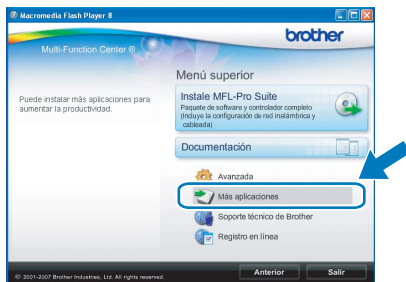 Macromedia Flash Player 8
brother
Multi-Function Center ®
Menú superior
Puede instalar más aplicaciones para
aumentar la productividad.
Instale MFL-Pro Suite
Paquete de software y controlador completo
(Incluye la configuración de red inalámbrica y
cableada)
Documentación
Avanzada
Más aplicaciones
Soporte técnico de Brother
Registro en línea
© 2001-2007 Brother Industries, Ltd. All rights reserved.
Anterior
Salir